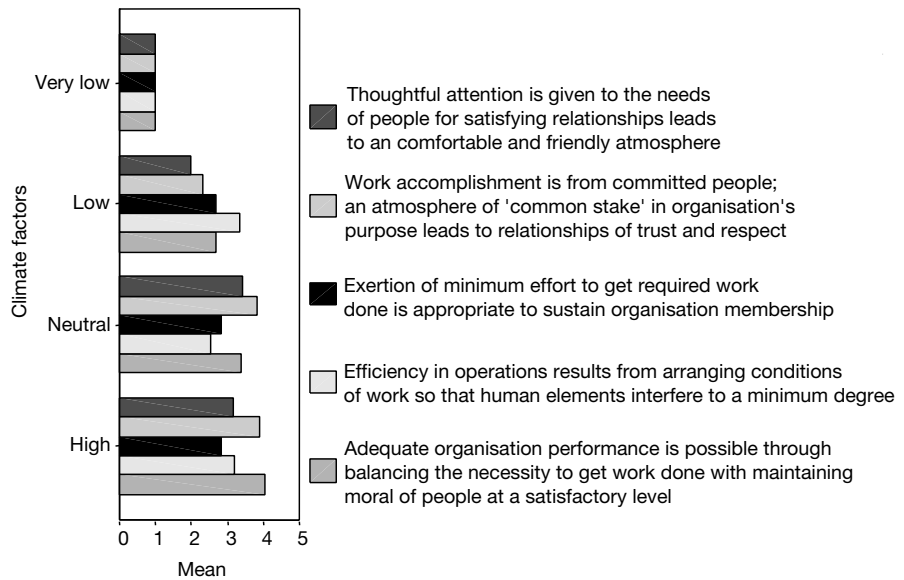 Very low
Low
Neutral
High
Climate factors
0 1 2 3 4 5
Mean
Thoughtful attention is given to the needs
of people for satisfying relationships leads
to an comfortable and friendly atmosphere
Work accomplishment is from committed people;
an atmosphere of 'common stake' in organisation's
purpose leads to relationships of trust and respect
Exertion of minimum effort to get required work
done is appropriate to sustain organisation membership
Efficiency in operations results from arranging conditions
of work so that human elements interfere to a minimum degree
Adequate organisation performance is possible through
balancing the necessity to get work done with maintaining
moral of people at a satisfactory level